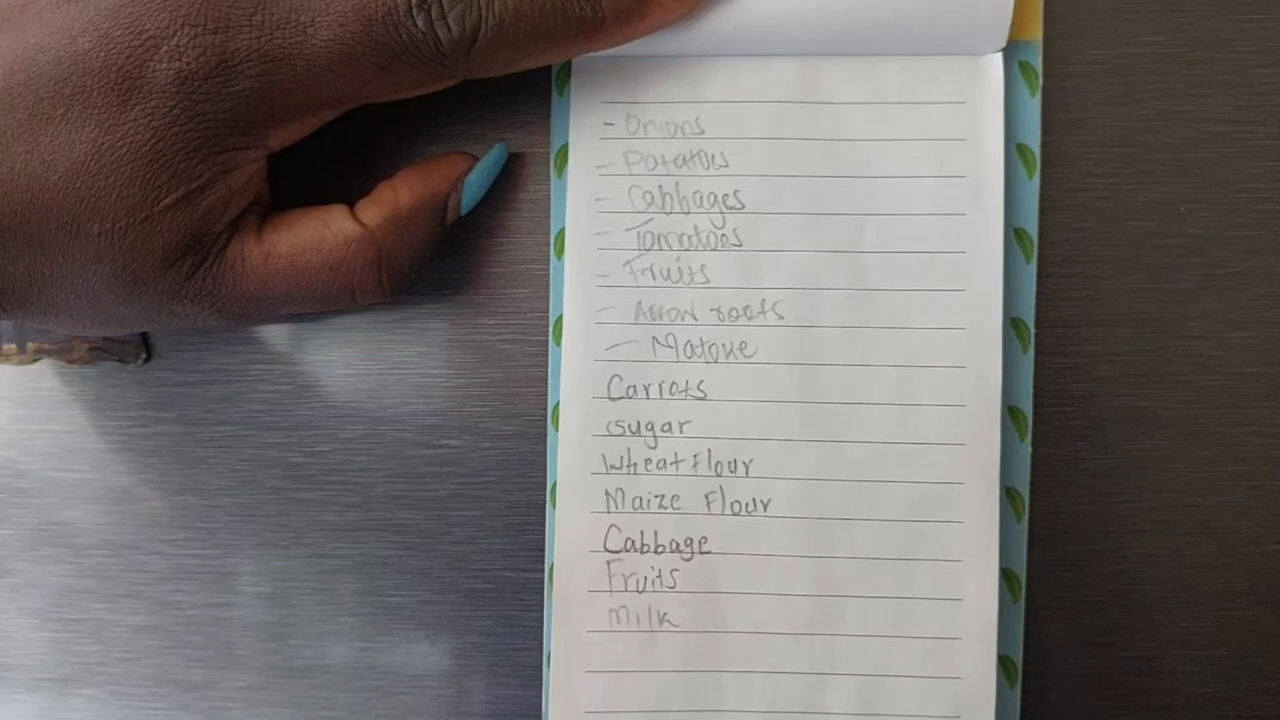 - Onions
- Potatoes
- Cabbages
- Tomatoes
- Fruits
- Arrow roots
- Matoke
Carrots
sugar
Wheat Flour
Maize Flour
Cabbage
Fruits
Milk